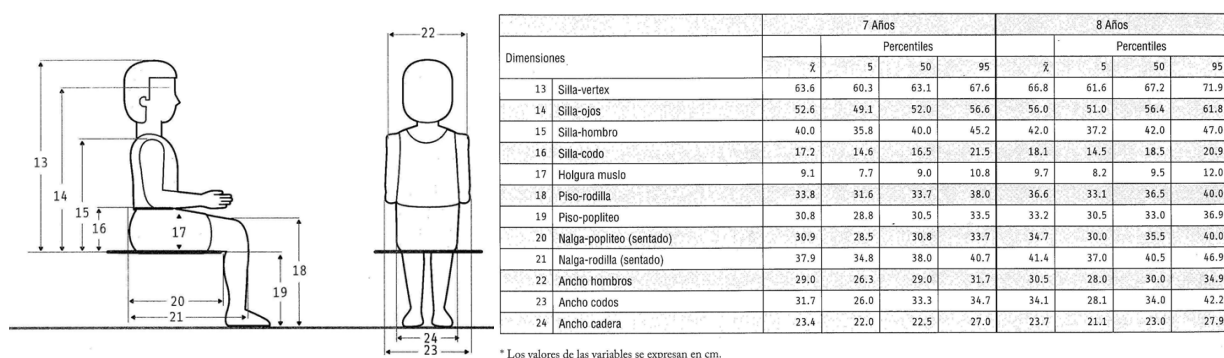 22
13
14
15
16
17
18
19
20
21
24
23
7 Años 8 Años
Dimensiones Percentiles Percentiles
x̄ 5 50 95 x̄ 5 50 95
13 Silla-vertex 63.6 60.3 63.1 67.6 66.8 61.6 67.2 71.9
14 Silla-ojos 52.6 49.1 52.0 56.6 56.0 51.0 56.4 61.8
15 Silla-hombro 40.0 35.8 40.0 45.2 42.0 37.2 42.0 47.0
16 Silla-codo 17.2 14.6 16.5 21.5 18.1 14.5 18.5 20.9
17 Holgura muslo 9.1 7.7 9.0 10.8 9.7 8.2 9.5 12.0
18 Piso-rodilla 33.8 31.6 33.7 38.0 36.6 33.1 36.5 40.0
19 Piso-popliteo 30.8 28.8 30.5 33.5 33.2 30.5 33.0 36.9
20 Nalga-popliteo (sentado) 30.9 28.5 30.8 33.7 34.7 30.0 35.5 40.0
21 Nalga-rodilla (sentado) 37.9 34.8 38.0 40.7 41.4 37.0 40.5 46.9
22 Ancho hombros 29.0 26.3 29.0 31.7 30.5 28.0 30.0 34.9
23 Ancho codos 31.7 26.0 33.3 34.7 34.1 28.1 34.0 42.2
24 Ancho cadera 23.4 22.0 22.5 27.0 23.7 21.1 23.0 27.9
* Los valores de las variables se expresan en cm.